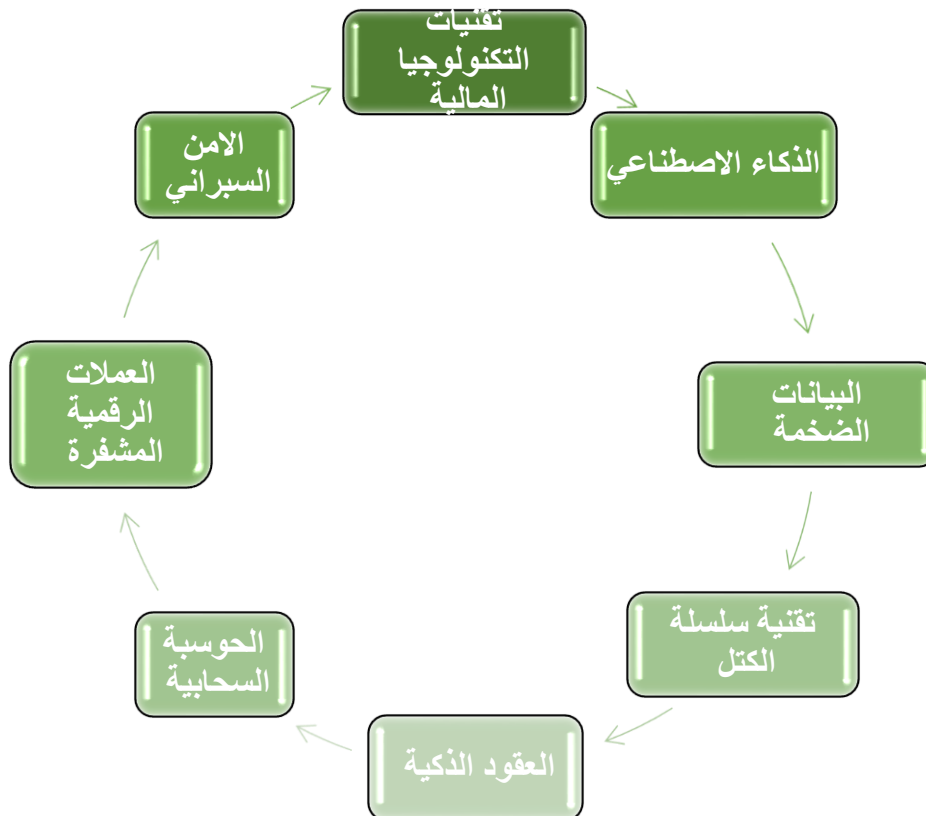 تقنيات
التكنولوجيا
المالية
الذكاء الاصطناعي
البيانات
الضخمة
تقنية سلسلة
الكتل
العقود الذكية
الحوسبة
السحابية
العملات
الرقمية
المشفرة
الامن
السبراني